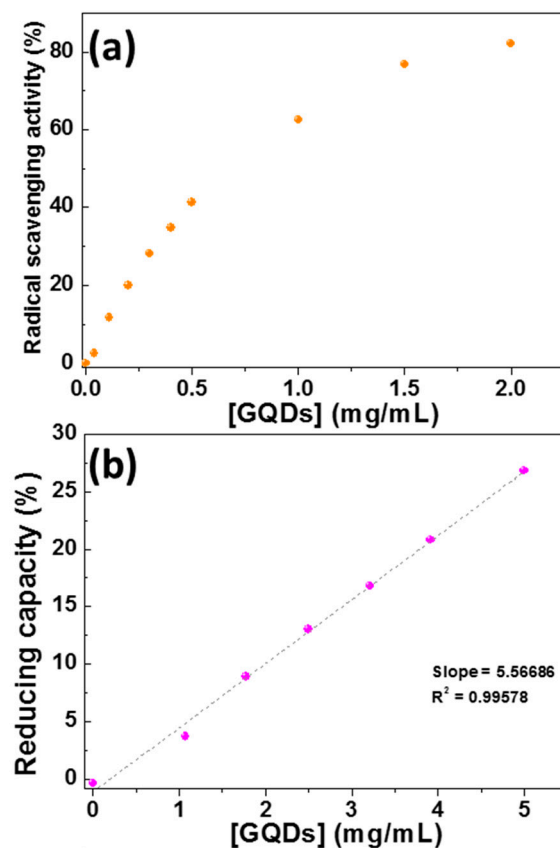 (a)
Radical scavenging activity (%)
80
60
40
20
0
0.0 0.5 1.0 1.5 2.0
[GQDs] (mg/mL)
(b)
Reducing capacity (%)
30
25
20
15
10
5
0
Slope = 5.56686
R² = 0.99578
0 1 2 3 4 5
[GQDs] (mg/mL)